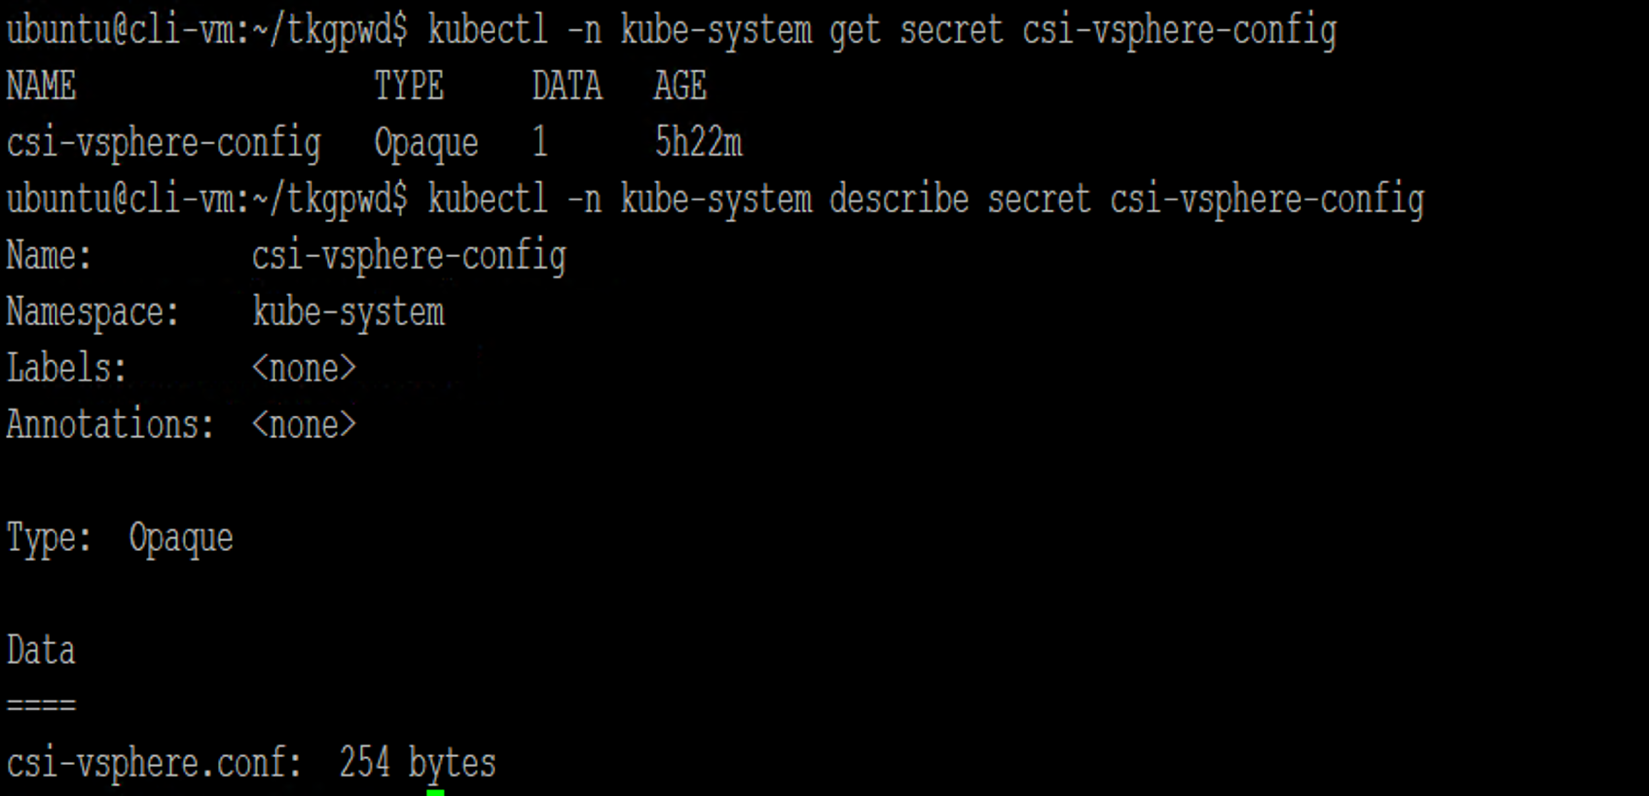 ubuntu@cli-vm:~/tkgpwd$ kubectl -n kube-system get secret csi-vsphere-config
NAME                 TYPE     DATA   AGE
csi-vsphere-config   Opaque   1      5h22m
ubuntu@cli-vm:~/tkgpwd$ kubectl -n kube-system describe secret csi-vsphere-config
Name:         csi-vsphere-config
Namespace:    kube-system
Labels:       <none>
Annotations:  <none>

Type:  Opaque

Data
====
csi-vsphere.conf:  254 bytes